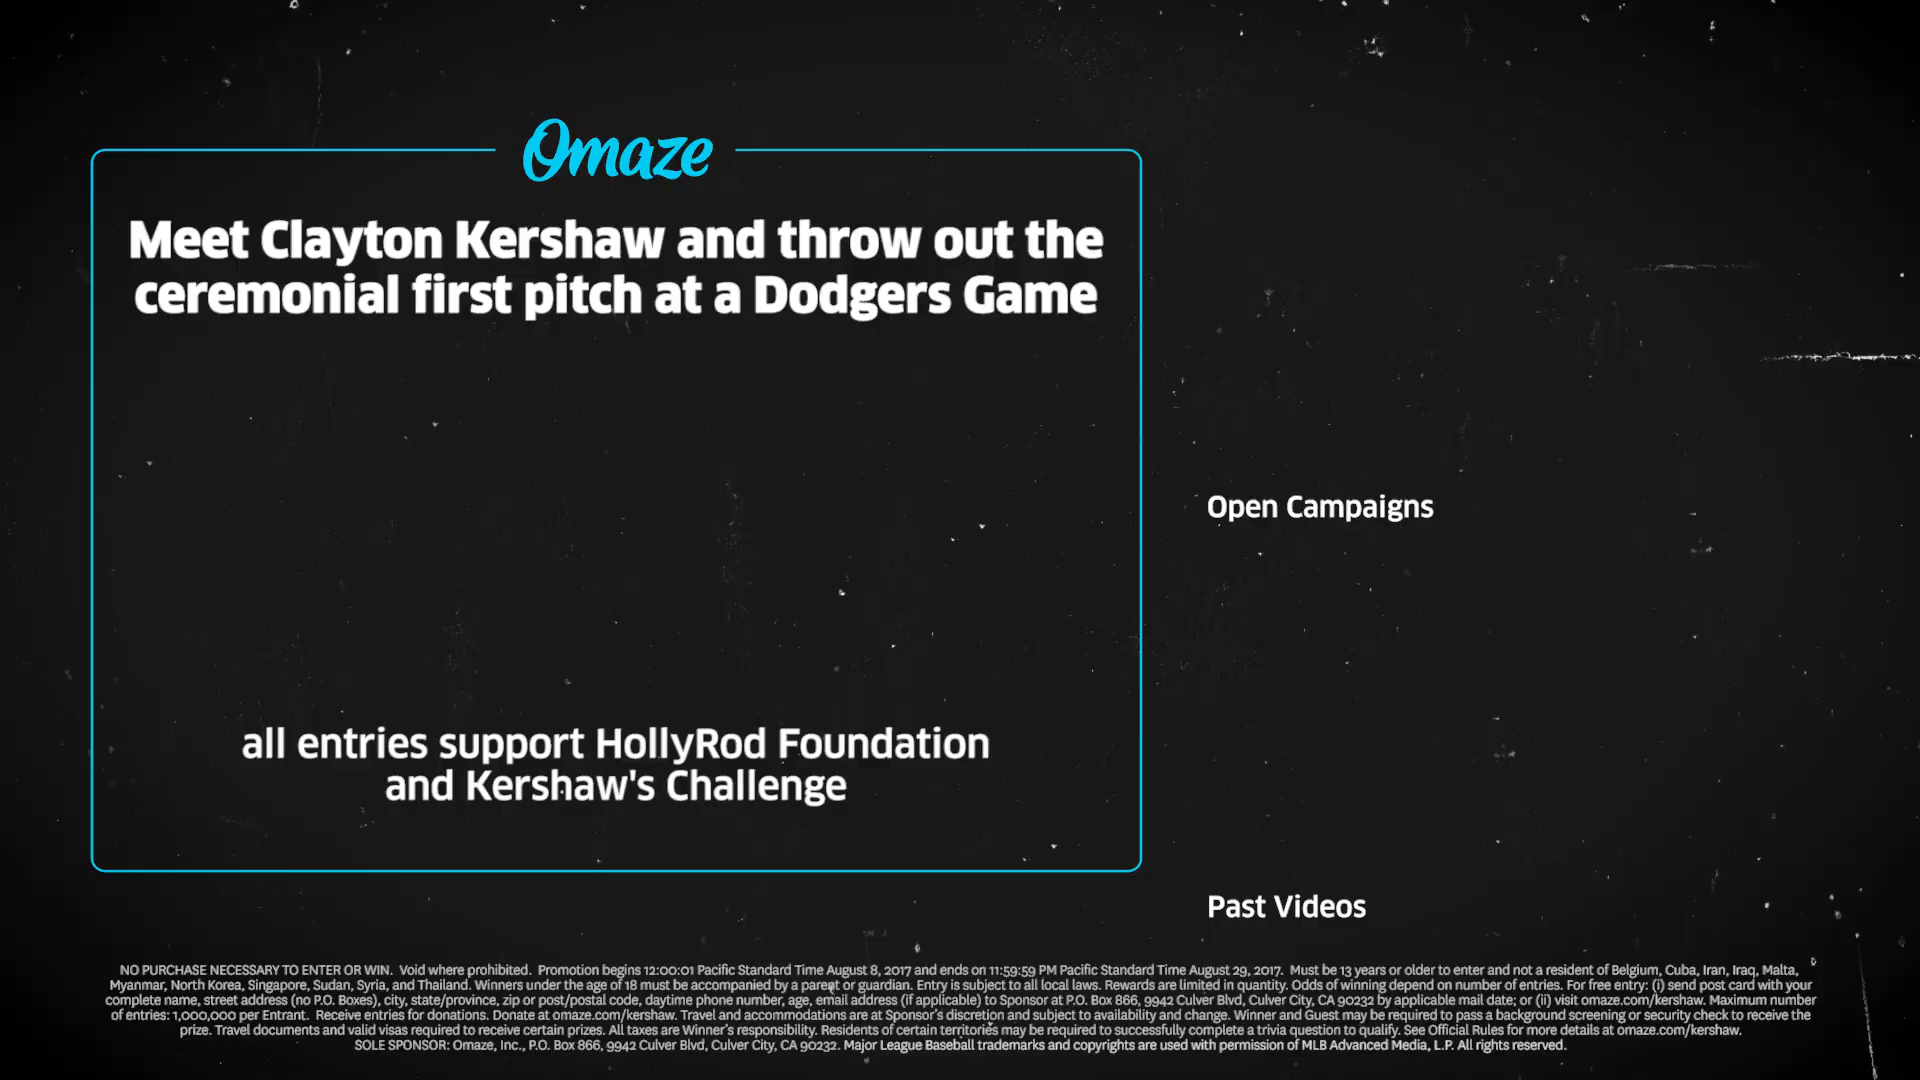 Omaze
Meet Clayton Kershaw and throw out the
ceremonial first pitch at a Dodgers Game
all entries support HollyRod Foundation
and Kershaw's Challenge
Open Campaigns
Past Videos
NO PURCHASE NECESSARY TO ENTER OR WIN. Void where prohibited. Promotion begins 12:00:01 Pacific Standard Time August 8, 2017 and ends on 11:59:59 PM Pacific Standard Time August 29, 2017. Must be 13 years or older to enter and not a resident of Belgium, Cuba, Iran, Iraq, Malta,
Myanmar, North Korea, Singapore, Sudan, Syria, and Thailand. Winners under the age of 18 must be accompanied by a parent or guardian. Entry is subject to all local laws. Rewards are limited in quantity. Odds of winning depend on number of entries. For free entry: (i) send post card with your
complete name, street address (no P.O. Boxes), city, state/province, zip or post/postal code, daytime phone number, age, email address (if applicable) to Sponsor at P.O. Box 866, 9942 Culver Blvd, Culver City, CA 90232 by applicable mail date; or (ii) visit omaze.com/kershaw. Maximum number
of entries: 1,000,000 per Entrant. Receive entries for donations. Donate at omaze.com/kershaw. Travel and accommodations are at Sponsor's discretion and subject to availability and change. Winner and Guest may be required to pass a background screening or security check to receive the
prize. Travel documents and valid visas required to receive certain prizes. All taxes are Winner's responsibility. Residents of certain territories may be required to successfully complete a trivia question to qualify. See Official Rules for more details at omaze.com/kershaw.
SOLE SPONSOR: Omaze, Inc., P.O. Box 866, 9942 Culver Blvd, Culver City, CA 90232. Major League Baseball trademarks and copyrights are used with permission of MLB Advanced Media, L.P. All rights reserved.